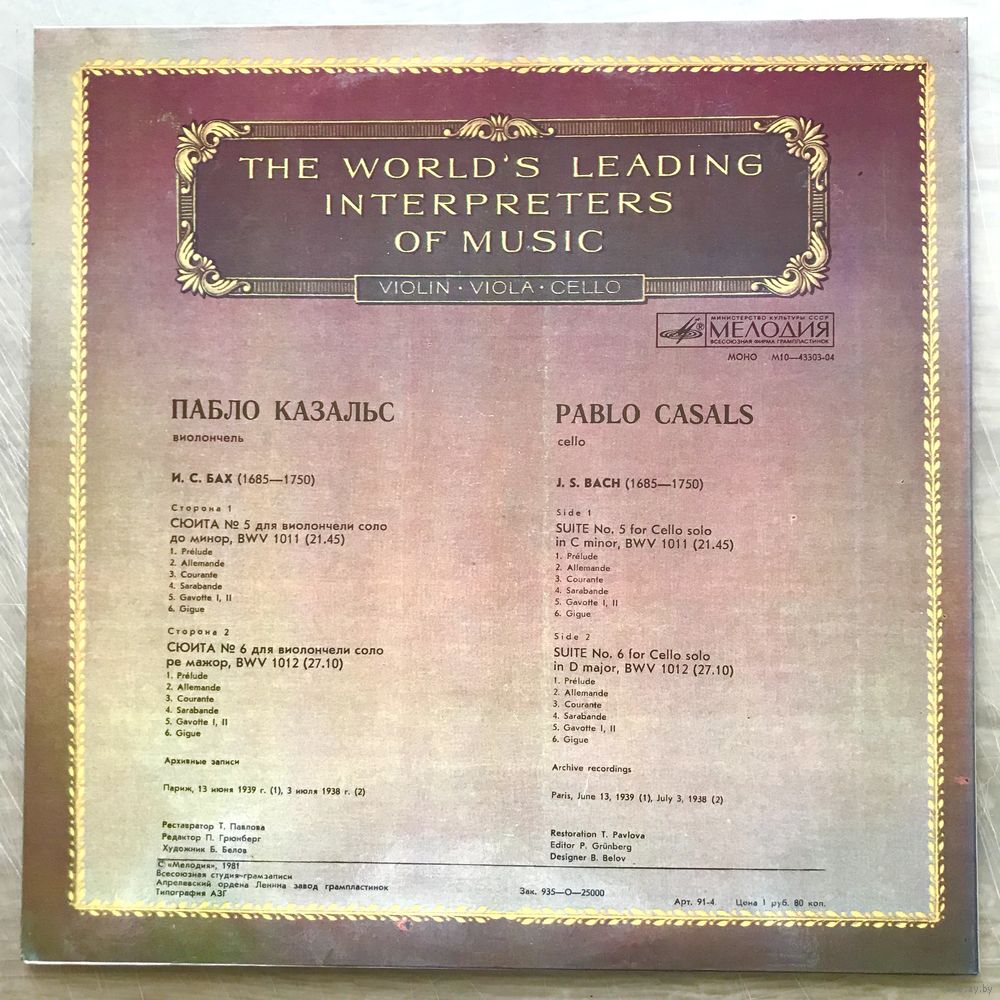 THE WORLD'S LEADING
INTERPRETERS
OF MUSIC
VIOLIN · VIOLA · CELLO
МИНИСТЕРСТВО КУЛЬТУРЫ СССР
МЕЛОДИЯ
ВСЕСОЮЗНАЯ ФИРМА ГРАМПЛАСТИНОК
МОНО М10—43303-04
ПАБЛО КАЗАЛЬС
виолончель
И. С. БАХ (1685—1750)
Сторона 1
СЮИТА № 5 для виолончели соло
до минор, BWV 1011 (21.45)
1. Prélude
2. Allemande
3. Courante
4. Sarabande
5. Gavotte I, II
6. Gigue
Сторона 2
СЮИТА № 6 для виолончели соло
ре мажор, BWV 1012 (27.10)
1. Prélude
2. Allemande
3. Courante
4. Sarabande
5. Gavotte I, II
6. Gigue
Архивные записи
Париж, 13 июня 1939 г. (1), 3 июля 1938 г. (2)
Реставратор Т. Павлова
Редактор П. Грюнберг
Художник Б. Белов
PABLO CASALS
cello
J. S. BACH (1685—1750)
Side 1
SUITE No. 5 for Cello solo
in C minor, BWV 1011 (21.45)
1. Prélude
2. Allemande
3. Courante
4. Sarabande
5. Gavotte I, II
6. Gigue
Side 2
SUITE No. 6 for Cello solo
in D major, BWV 1012 (27.10)
1. Prélude
2. Allemande
3. Courante
4. Sarabande
5. Gavotte I, II
6. Gigue
Archive recordings
Paris, June 13, 1939 (1), July 3, 1938 (2)
Restoration T. Pavlova
Editor P. Grünberg
Designer B. Belov
© «Мелодия», 1981
Всесоюзная студия грамзаписи
Апрелевский ордена Ленина завод грампластинок
Типография АЗГ
Зак. 935—О—25000
Арт. 91-4 Цена 1 руб. 80 коп.